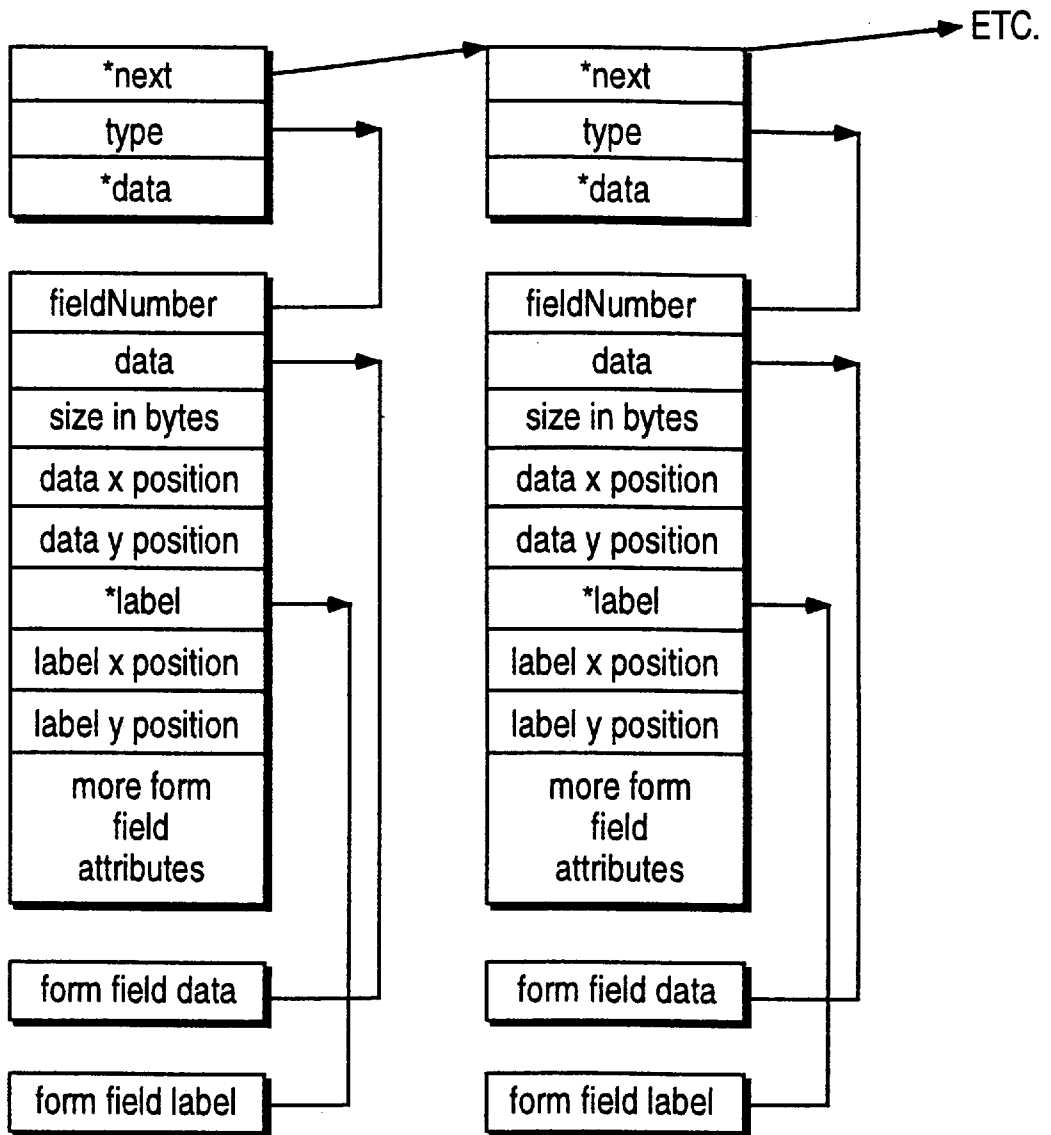 ETC.
*next
type
*data
fieldNumber
data
size in bytes
data x position
data y position
*label
label x position
label y position
more form
field
attributes
form field data
form field label
*next
type
*data
fieldNumber
data
size in bytes
data x position
data y position
*label
label x position
label y position
more form
field
attributes
form field data
form field label